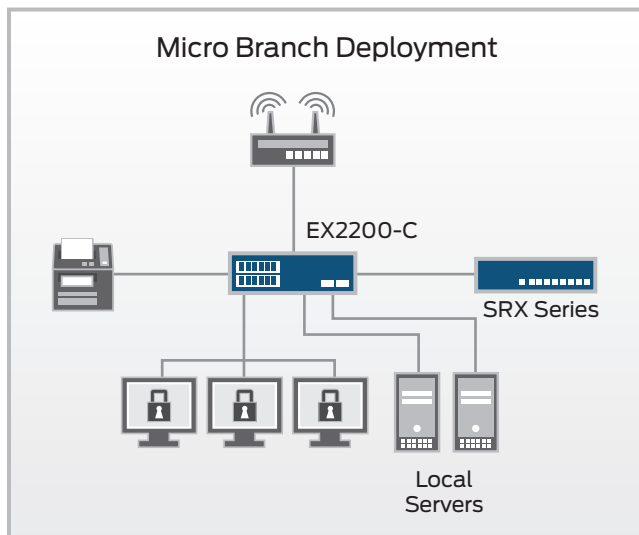 Micro Branch Deployment
EX2200-C
SRX Series
Local
Servers